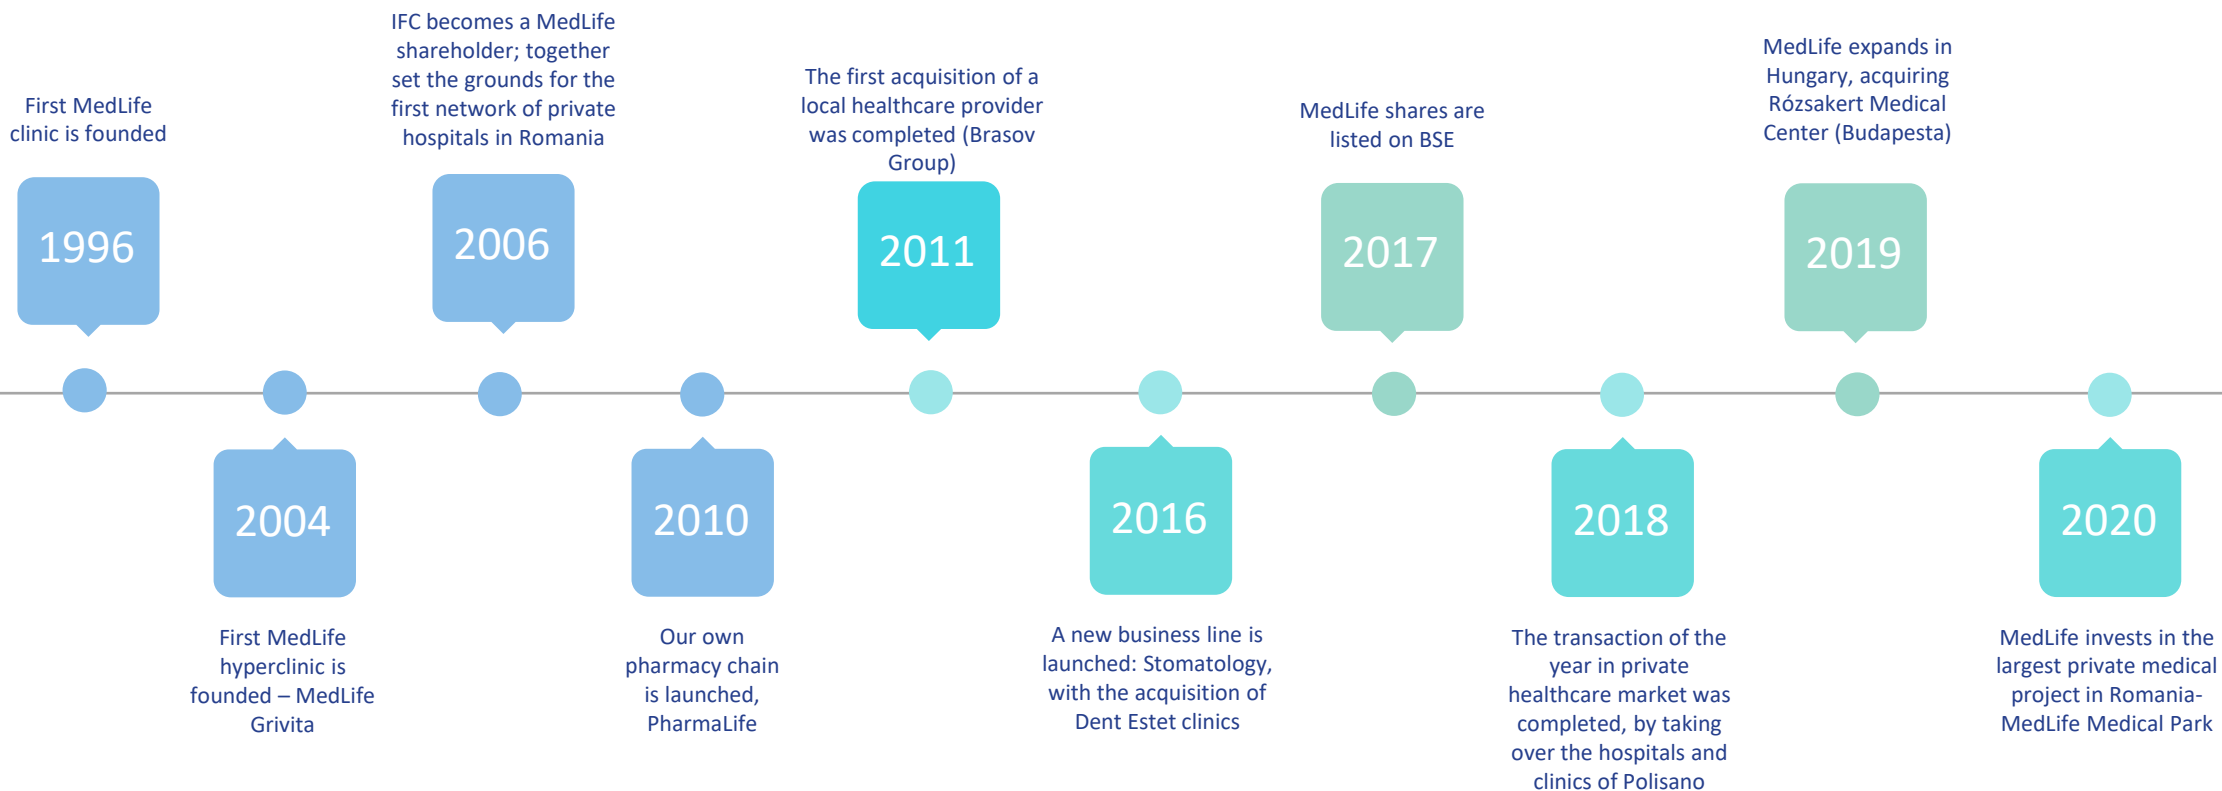 First MedLife
clinic is founded
1996
First MedLife
hyperclinic is
founded – MedLife
Grivita
2004
IFC becomes a MedLife
shareholder; together
set the grounds for the
first network of private
hospitals in Romania
2006
2010
Our own
pharmacy chain
is launched,
PharmaLife
The first acquisition of a
local healthcare provider
was completed (Brasov
Group)
2011
2016
A new business line is
launched: Stomatology,
with the acquisition of
Dent Estet clinics
MedLife shares are
listed on BSE
2017
2018
The transaction of the
year in private
healthcare market was
completed, by taking
over the hospitals and
clinics of Polisano
MedLife expands in
Hungary, acquiring
Rózsakert Medical
Center (Budapesta)
2019
2020
MedLife invests in the
largest private medical
project in Romania-
MedLife Medical Park